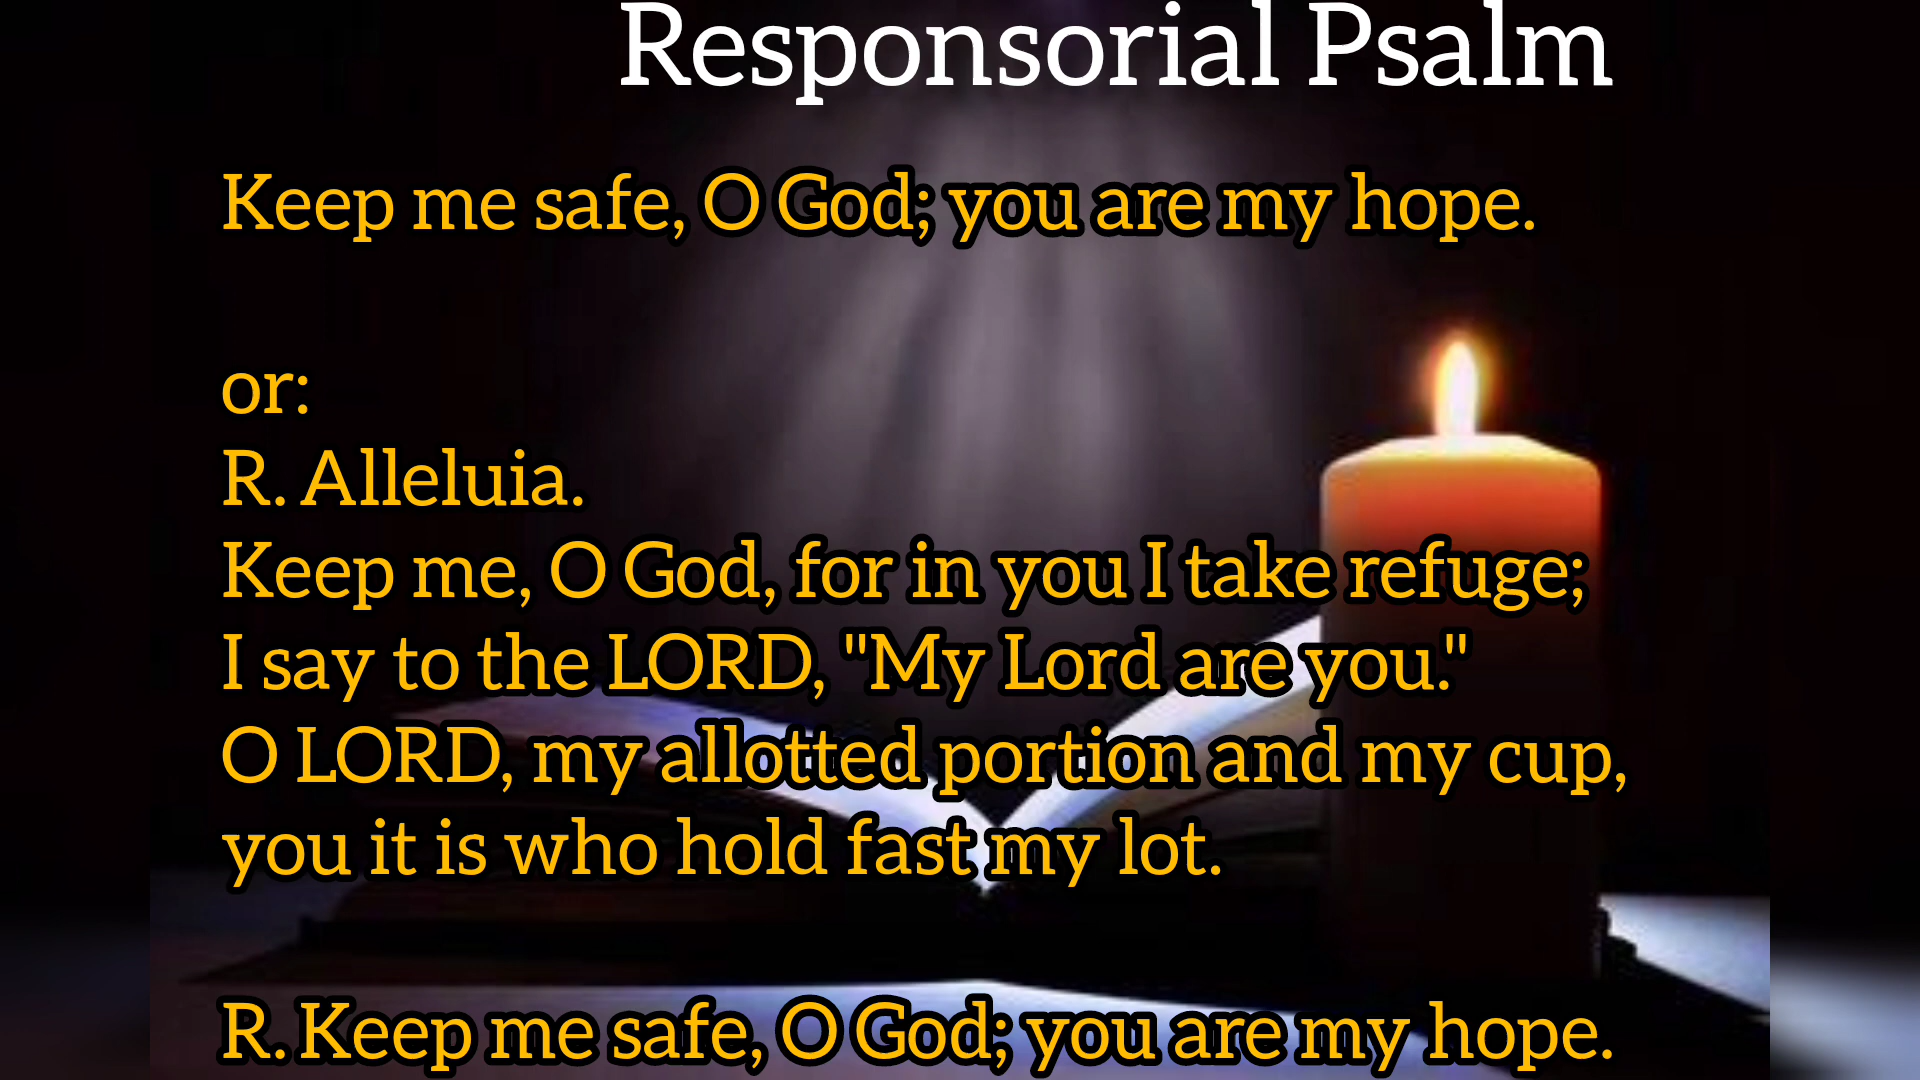 Responsorial Psalm
Keep me safe, O God; you are my hope.
or:
R. Alleluia.
Keep me, O God, for in you I take refuge;
I say to the LORD, "My Lord are you."
O LORD, my allotted portion and my cup,
you it is who hold fast my lot.
R. Keep me safe, O God; you are my hope.